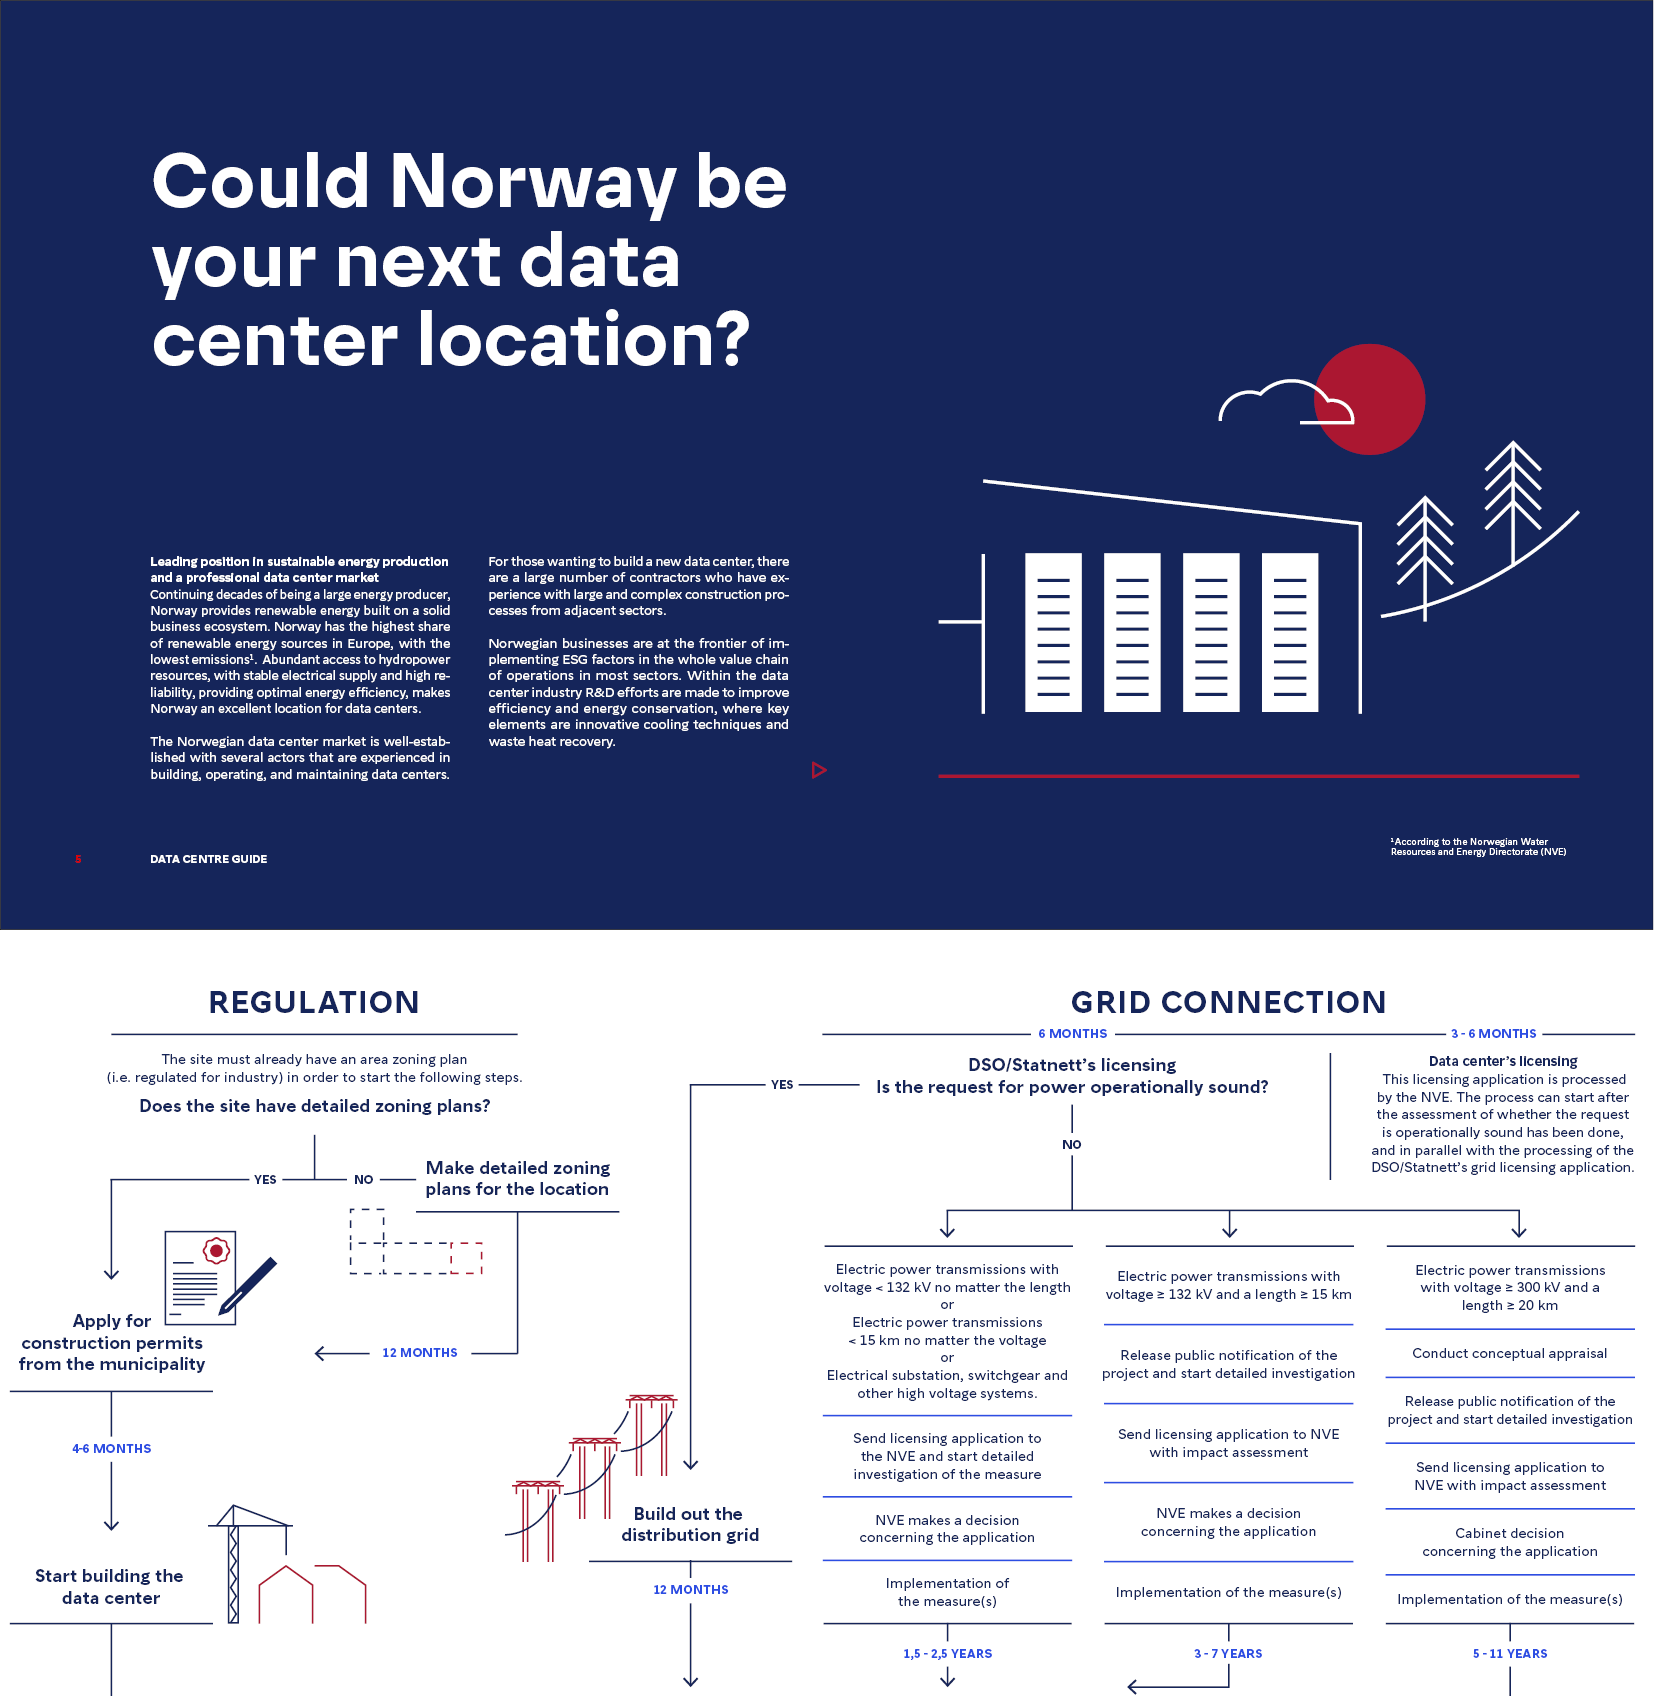 Could Norway be
your next data
center location?
Leading position in sustainable energy production
and a professional data center market
Continuing decades of being a large energy producer,
Norway provides renewable energy built on a solid
business ecosystem. Norway has the highest share
of renewable energy sources in Europe, with the
lowest emissions¹. Abundant access to hydropower
resources, with stable electrical supply and high re-
liability, providing optimal energy efficiency, makes
Norway an excellent location for data centers.
The Norwegian data center market is well-estab-
lished with several actors that are experienced in
building, operating, and maintaining data centers.
For those wanting to build a new data center, there
are a large number of contractors who have ex-
perience with large and complex construction pro-
cesses from adjacent sectors.
Norwegian businesses are at the frontier of im-
plementing ESG factors in the whole value chain
of operations in most sectors. Within the data
center industry R&D efforts are made to improve
efficiency and energy conservation, where key
elements are innovative cooling techniques and
waste heat recovery.
¹According to the Norwegian Water
Resources and Energy Directorate (NVE)
5
DATA CENTRE GUIDE
REGULATION
The site must already have an area zoning plan
(i.e. regulated for industry) in order to start the following steps.
Does the site have detailed zoning plans?
YES
NO
Make detailed zoning
plans for the location
12 MONTHS
Apply for
construction permits
from the municipality
4-6 MONTHS
Start building the
data center
GRID CONNECTION
6 MONTHS
3 - 6 MONTHS
DSO/Statnett's licensing
Is the request for power operationally sound?
YES
NO
Data center's licensing
This licensing application is processed
by the NVE. The process can start after
the assessment of whether the request
is operationally sound has been done,
and in parallel with the processing of the
DSO/Statnett's grid licensing application.
Build out the
distribution grid
12 MONTHS
Electric power transmissions with
voltage < 132 kV no matter the length
or
Electric power transmissions
< 15 km no matter the voltage
or
Electrical substation, switchgear and
other high voltage systems.
Send licensing application to
the NVE and start detailed
investigation of the measure
NVE makes a decision
concerning the application
Implementation of
the measure(s)
1,5 - 2,5 YEARS
Electric power transmissions with
voltage ≥ 132 kV and a length ≥ 15 km
Release public notification of the
project and start detailed investigation
Send licensing application to NVE
with impact assessment
NVE makes a decision
concerning the application
Implementation of the measure(s)
3 - 7 YEARS
Electric power transmissions
with voltage ≥ 300 kV and a
length ≥ 20 km
Conduct conceptual appraisal
Release public notification of the
project and start detailed investigation
Send licensing application to
NVE with impact assessment
Cabinet decision
concerning the application
Implementation of the measure(s)
5 - 11 YEARS